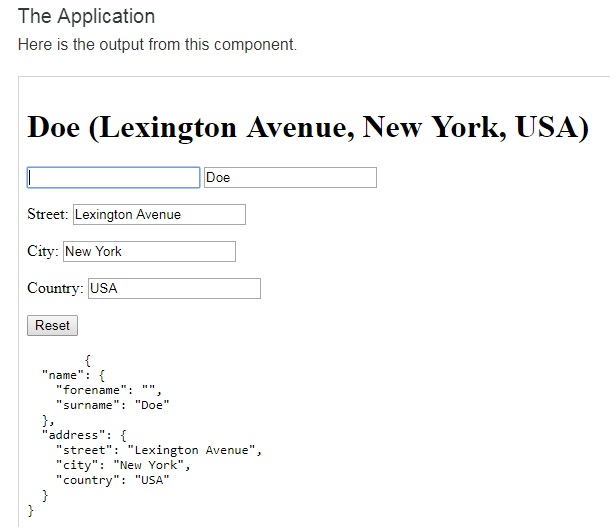 The Application
Here is the output from this component.
Doe (Lexington Avenue, New York, USA)
Doe
Street: Lexington Avenue
City: New York
Country: USA
Reset
{
"name": {
"forename": "",
"surname": "Doe"
},
"address": {
"street": "Lexington Avenue",
"city": "New York",
"country": "USA"
}
}